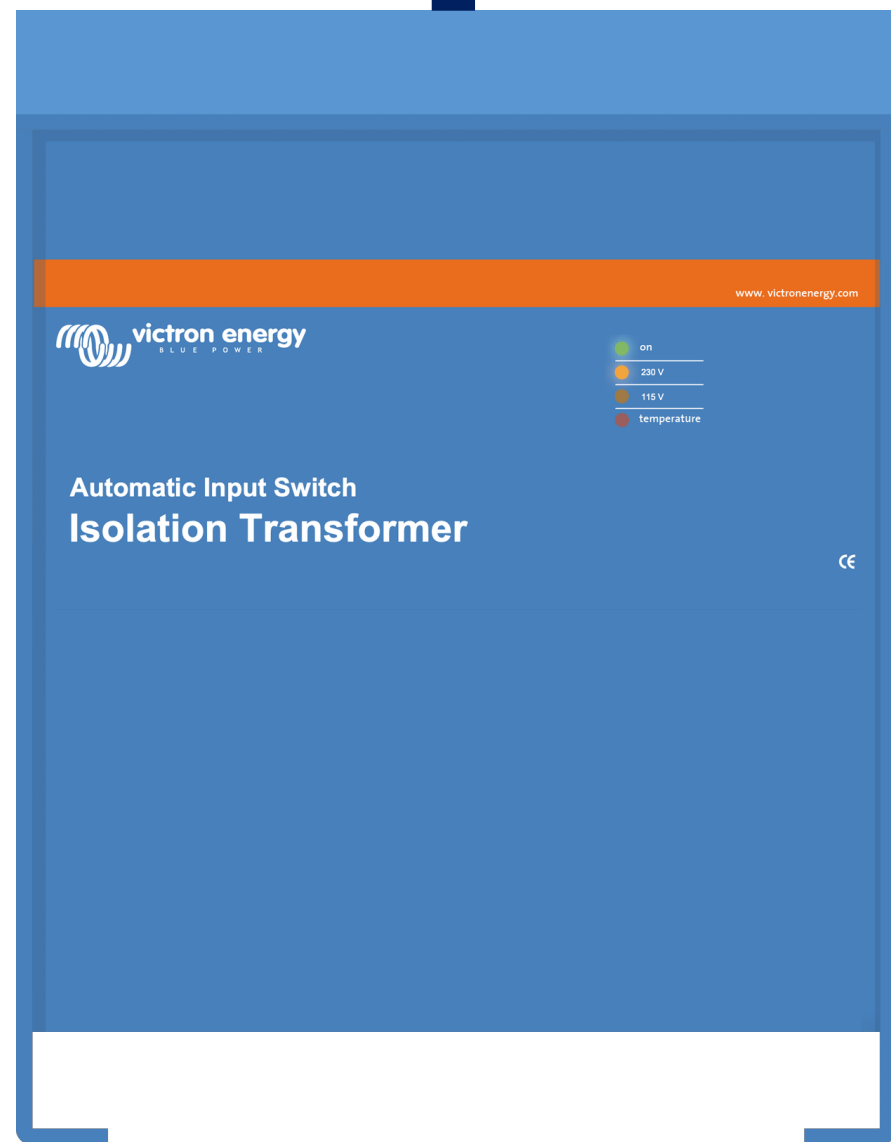 www. victronenergy.com
victron energy
BLUE POWER
on
230 V
115 V
temperature
Automatic Input Switch
Isolation Transformer
CE